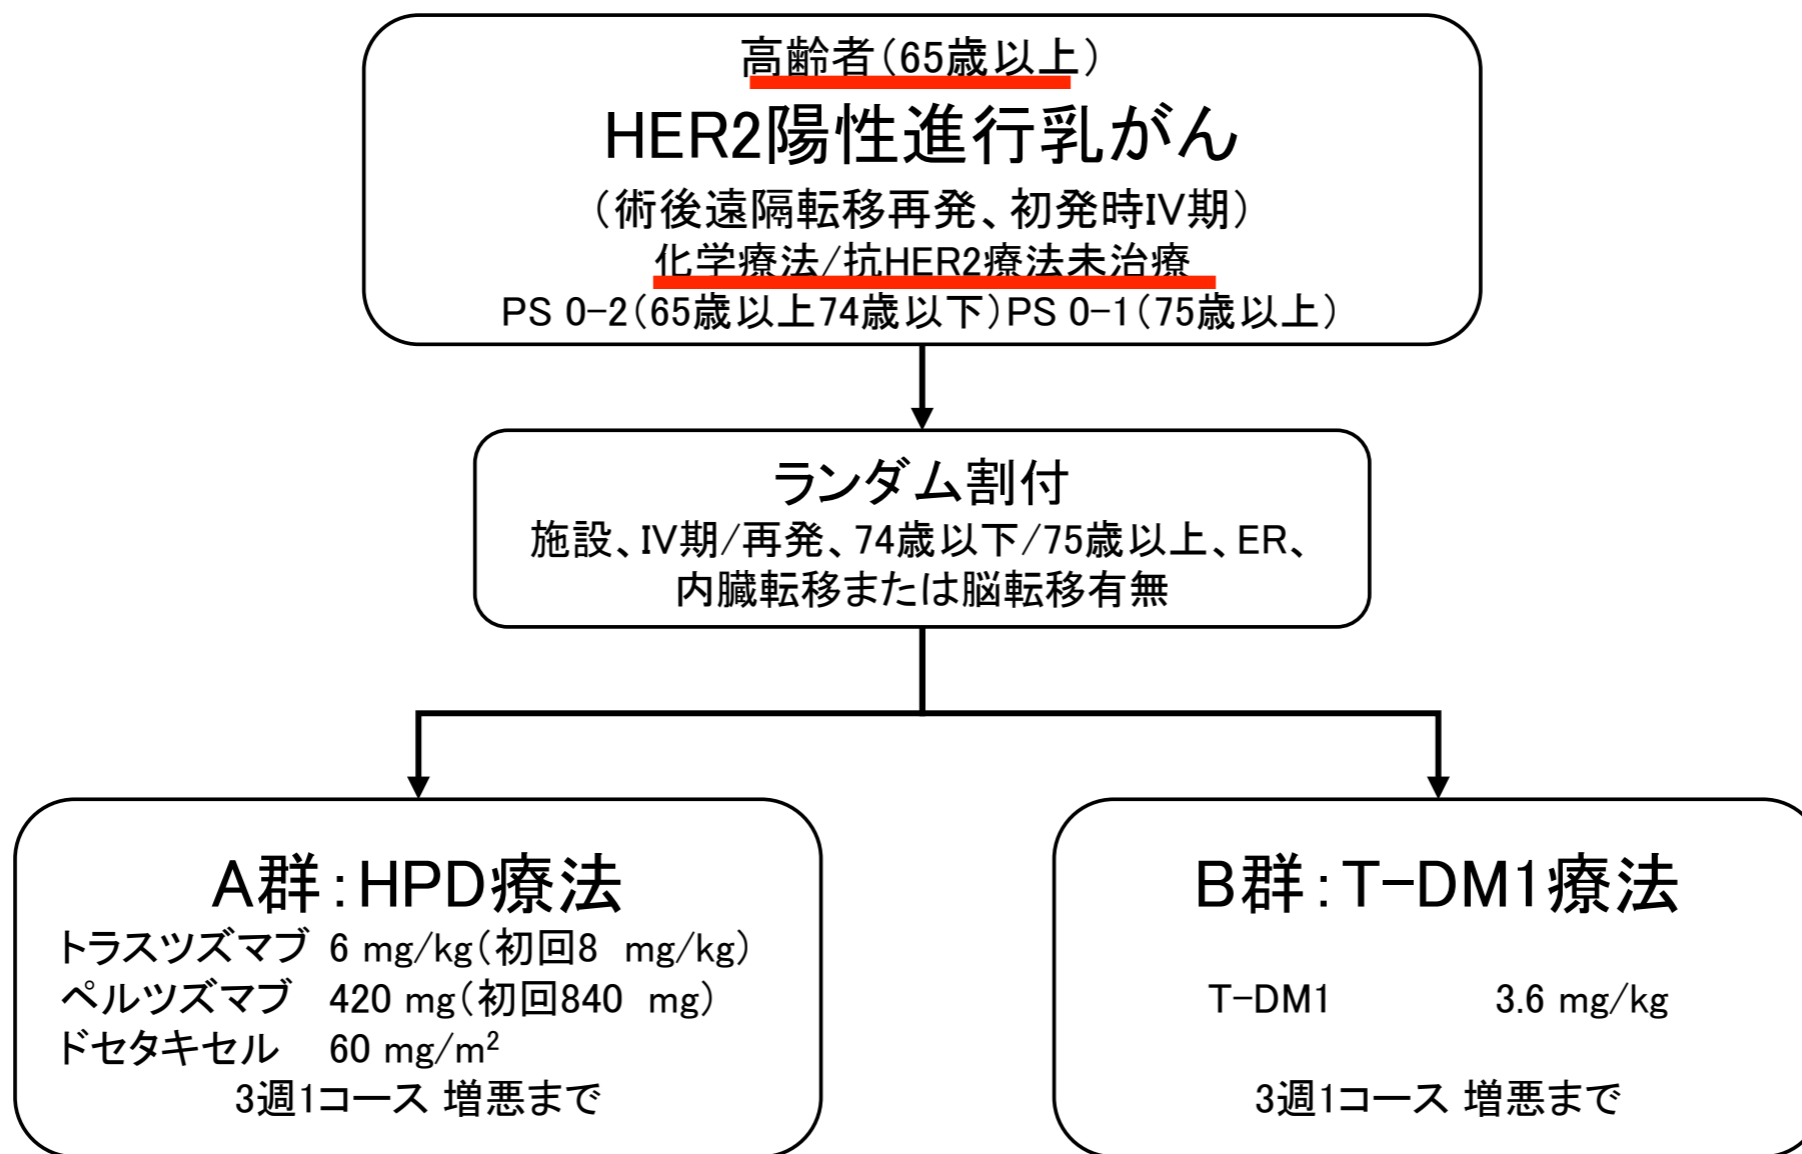 高齢者（65歳以上）
HER2陽性進行乳がん
（術後遠隔転移再発、初発時IV期）
化学療法/抗HER2療法未治療
PS 0-2（65歳以上74歳以下）PS 0-1（75歳以上）
ランダム割付
施設、IV期/再発、74歳以下/75歳以上、ER、
内臓転移または脳転移有無
A群：HPD療法
トラスツズマブ 6 mg/kg（初回8 mg/kg）
ペルツズマブ 420 mg（初回840 mg）
ドセタキセル 60 mg/m²
3週1コース 増悪まで
B群：T-DM1療法
T-DM1 3.6 mg/kg
3週1コース 増悪まで